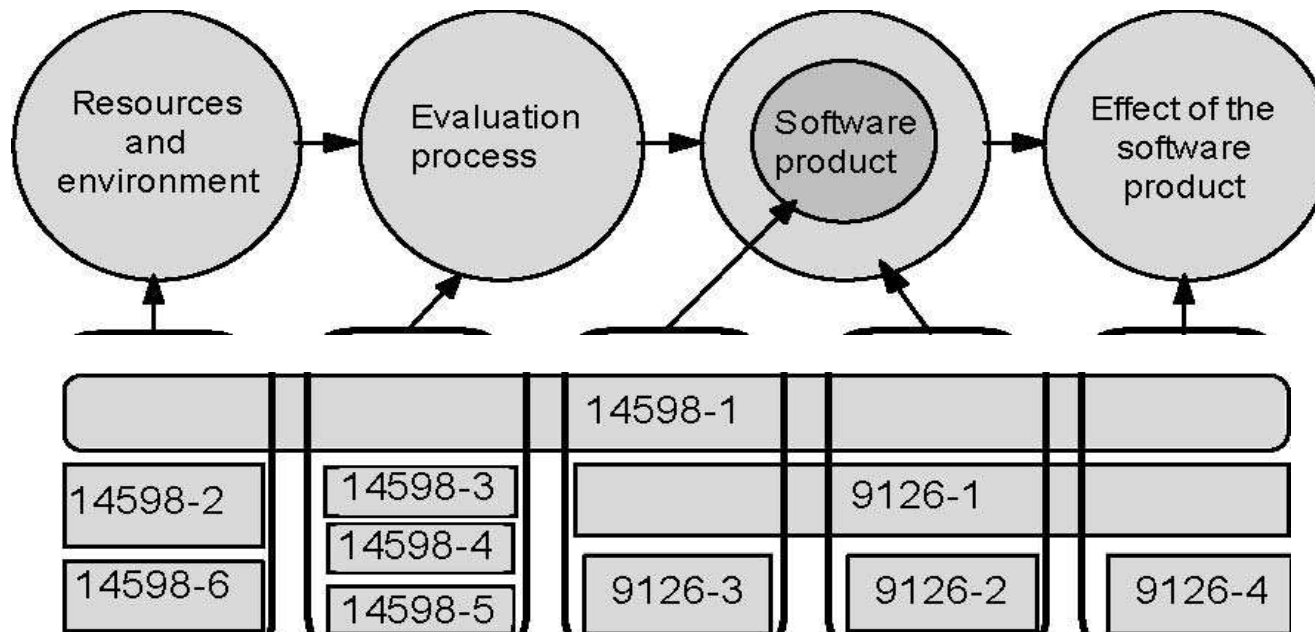 Resources
and
environment
Evaluation
process
Software
product
Effect of the
software
product
14598-1
14598-2
14598-6
14598-3
14598-4
14598-5
9126-1
9126-3
9126-2
9126-4